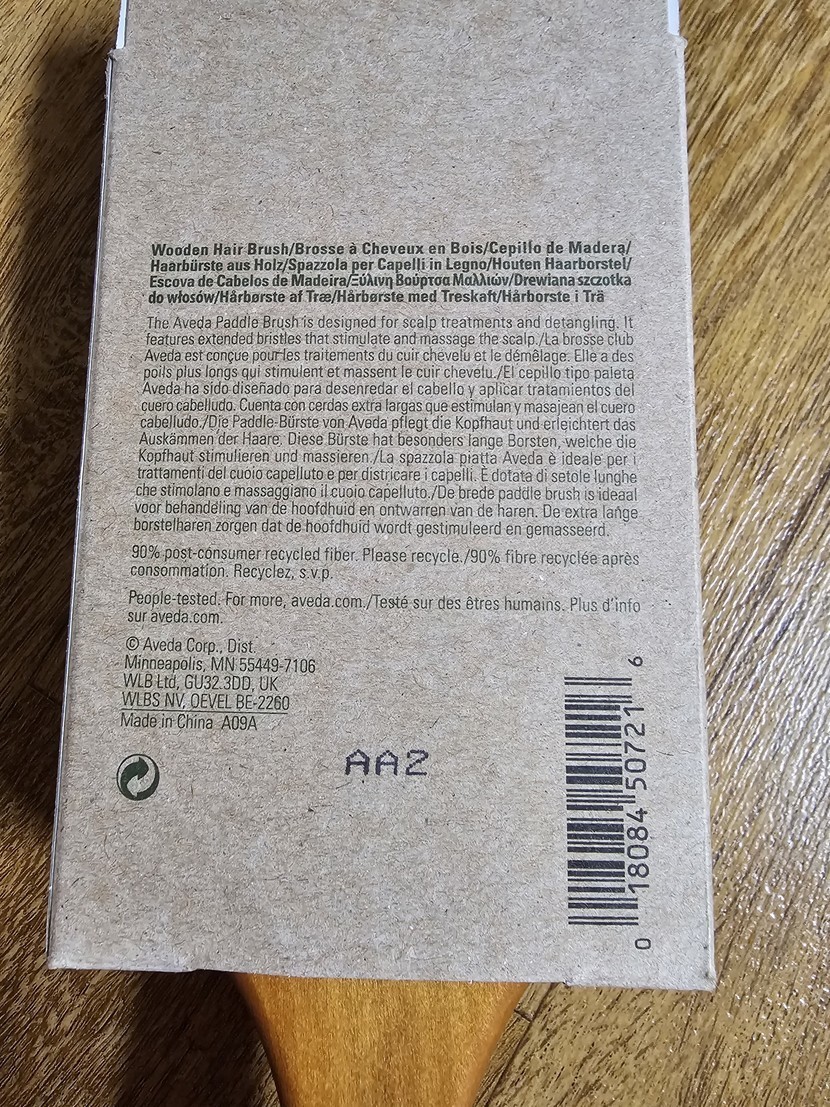 Wooden Hair Brush/Brosse à Cheveux en Bois/Cepillo de Madera/
Haarbürste aus Holz/Spazzola per Capelli in Legno/Houten Haarborstel/
Escova de Cabelos de Madeira/Ξύλινη Βούρτσα Μαλλιών/Drewiana szczotka
do włosów/Hårbørste af Træ/Hårbørste med Treskaft/Hårborste i Trä
The Aveda Paddle Brush is designed for scalp treatments and detangling. It
features extended bristles that stimulate and massage the scalp./La brosse club
Aveda est conçue pour les traitements du cuir chevelu et le démêlage. Elle a des
poils plus longs qui stimulent et massent le cuir chevelu./El cepillo tipo paleta
Aveda ha sido diseñado para desenredar el cabello y aplicar tratamientos del
cuero cabelludo. Cuenta con cerdas extra largas que estimulan y masajean el cuero
cabelludo./Die Paddle-Bürste von Aveda pflegt die Kopfhaut und erleichtert das
Auskämmen der Haare. Diese Bürste hat besonders lange Borsten, welche die
Kopfhaut stimulieren und massieren./La spazzola piatta Aveda è ideale per i
trattamenti del cuoio capelluto e per districare i capelli. È dotata di setole lunghe
che stimolano e massaggiano il cuoio capelluto./De brede paddle brush is ideaal
voor behandeling van de hoofdhuid en ontwarren van de haren. De extra lange
borstelharen zorgen dat de hoofdhuid wordt gestimuleerd en gemasseerd.
90% post-consumer recycled fiber. Please recycle./90% fibre recyclée après
consommation. Recyclez, s.v.p.
People-tested. For more, aveda.com./Testé sur des êtres humains. Plus d'info
sur aveda.com.
© Aveda Corp., Dist.
Minneapolis, MN 55449-7106
WLB Ltd, GU32 3DD, UK
WLBS NV, OEVEL BE-2260
Made in China A09A
AA2
0 18084 50721 6